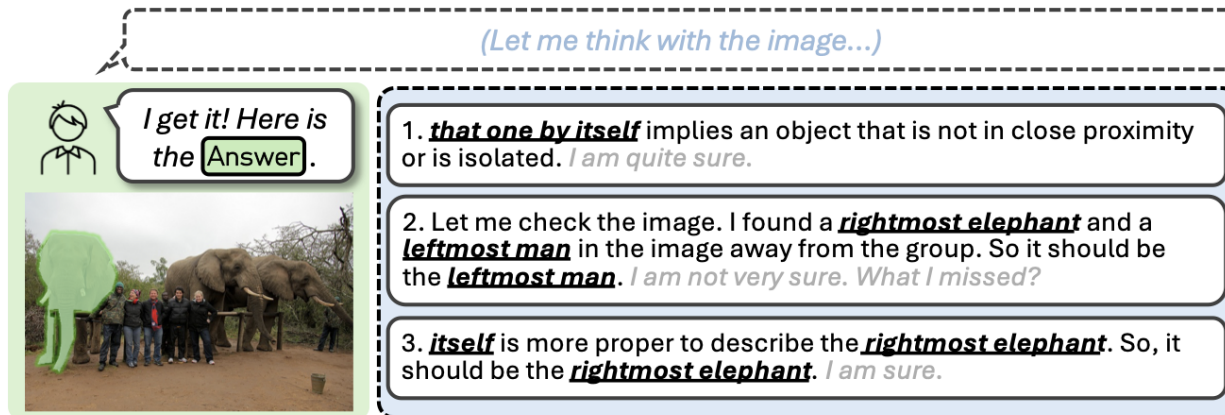 (Let me think with the image...)
I get it! Here is
the Answer.
1. that one by itself implies an object that is not in close proximity
or is isolated. I am quite sure.
2. Let me check the image. I found a rightmost elephant and a
leftmost man in the image away from the group. So it should be
the leftmost man. I am not very sure. What I missed?
3. itself is more proper to describe the rightmost elephant. So, it
should be the rightmost elephant. I am sure.